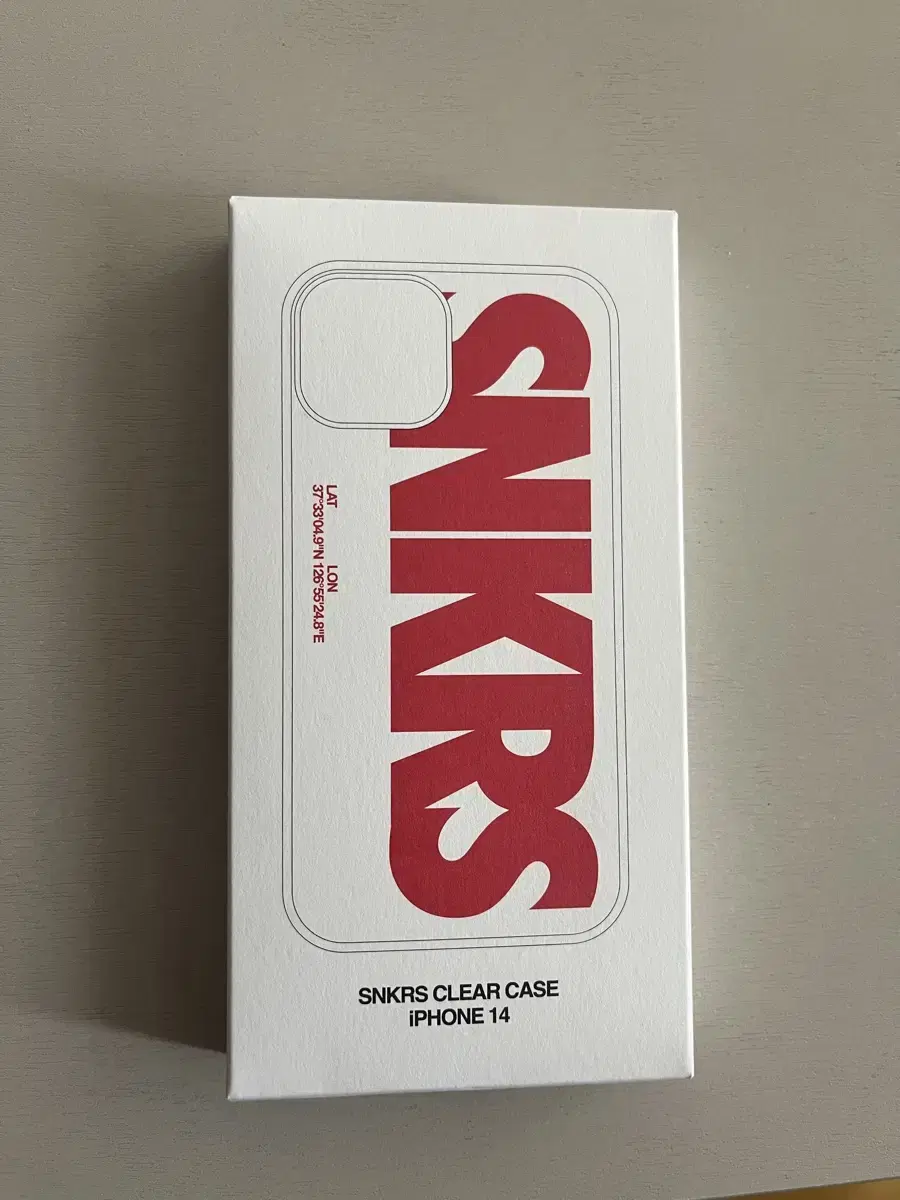 SNKRS
LAT LON
37°33'04.9"N 126°55'24.8"E
SNKRS CLEAR CASE
iPHONE 14